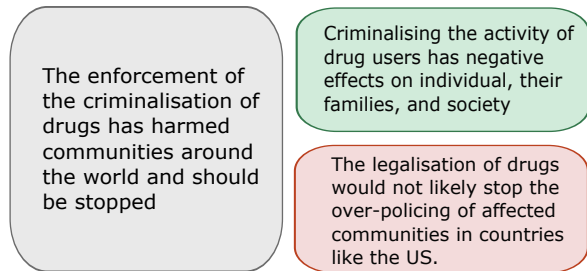 The enforcement of
the criminalisation of
drugs has harmed
communities around
the world and should
be stopped
Criminalising the activity of
drug users has negative
effects on individual, their
families, and society
The legalisation of drugs
would not likely stop the
over-policing of affected
communities in countries
like the US.